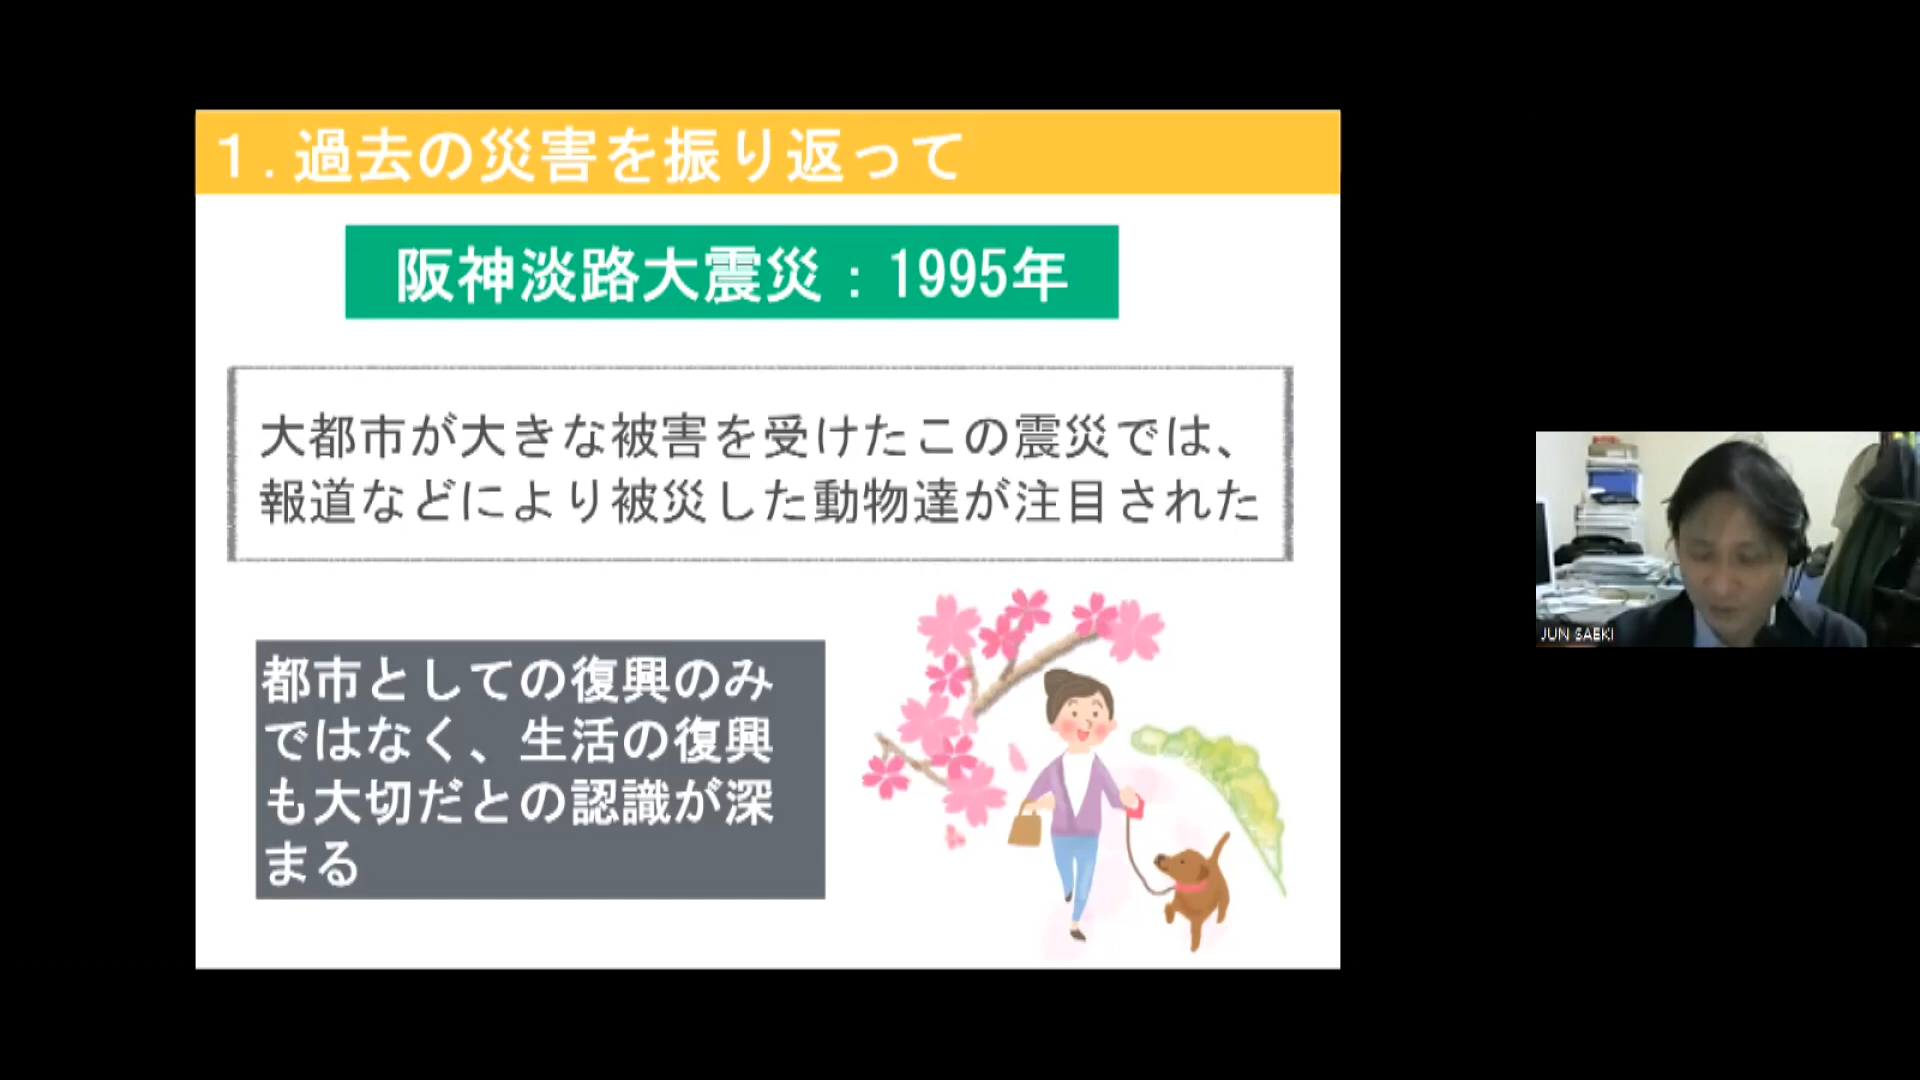 １.過去の災害を振り返って
阪神淡路大震災：1995年
大都市が大きな被害を受けたこの震災では、
報道などにより被災した動物達が注目された
都市としての復興のみ
ではなく、生活の復興
も大切だとの認識が深
まる
JUN SAEKI